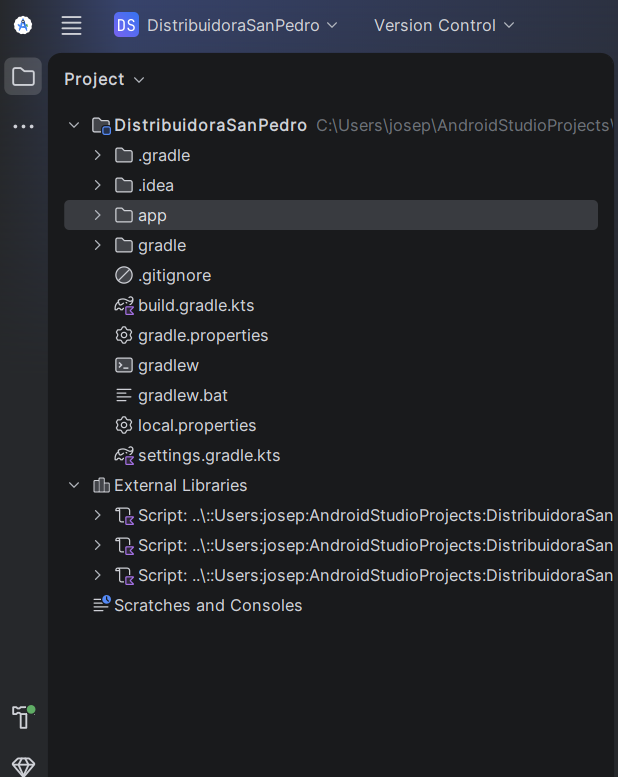 DS DistribuidoraSanPedro Version Control
Project
DistribuidoraSanPedro C:\Users\josep\AndroidStudioProjects\
.gradle
.idea
app
gradle
.gitignore
build.gradle.kts
gradle.properties
gradlew
gradlew.bat
local.properties
settings.gradle.kts
External Libraries
Script: ..\::Users:josep:AndroidStudioProjects:DistribuidoraSan
Script: ..\::Users:josep:AndroidStudioProjects:DistribuidoraSan
Script: ..\::Users:josep:AndroidStudioProjects:DistribuidoraSan
Scratches and Consoles